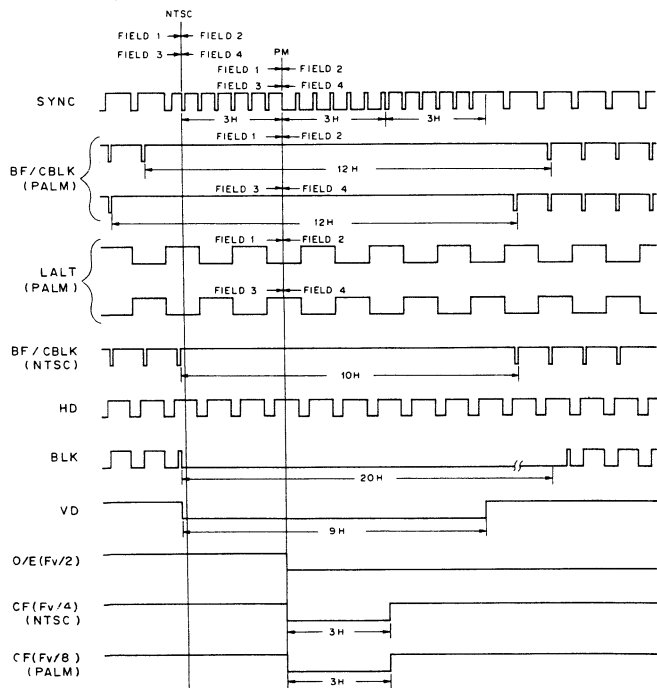 NTSC
FIELD 1 FIELD 2
FIELD 3 FIELD 4
PM
FIELD 1 FIELD 2
FIELD 3 FIELD 4
SYNC
3H 3H 3H
FIELD 1 FIELD 2
BF/CBLK
(PALM)
12H
FIELD 3 FIELD 4
12H
FIELD 1 FIELD 2
LALT
(PALM)
FIELD 3 FIELD 4
BF/CBLK
(NTSC)
10H
HD
BLK
20H
VD
9H
O/E(Fv/2)
CF(Fv/4)
(NTSC)
3H
CF(Fv/8)
(PALM)
3H